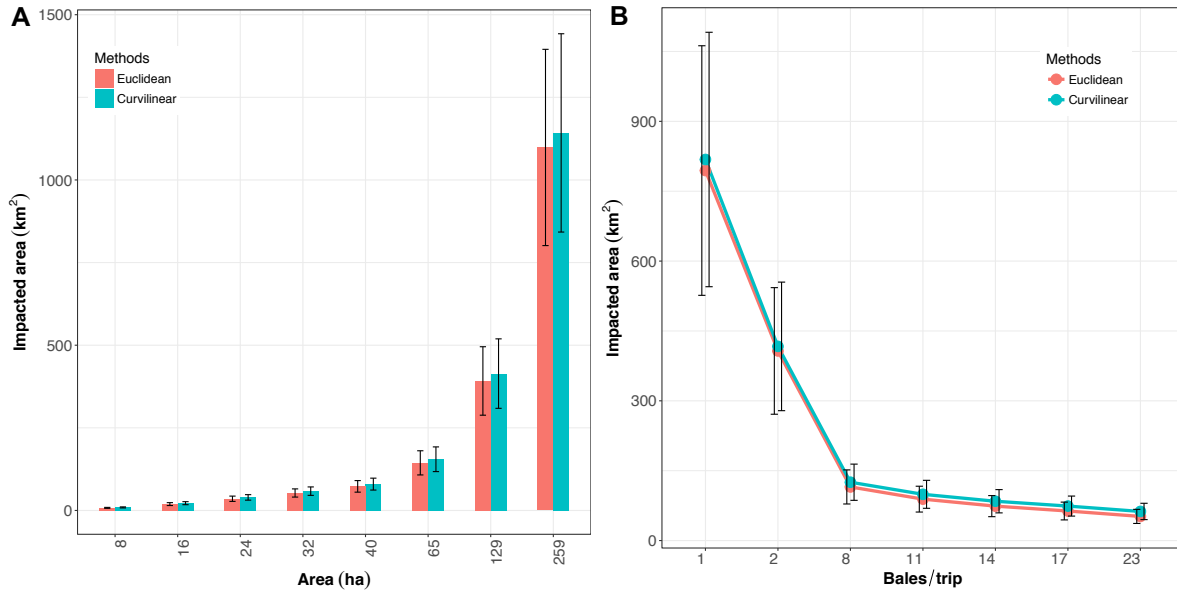 A
1500
1000
500
0
Impacted area (km²)
Methods
Euclidean
Curvilinear
8
16
24
32
40
65
129
259
Area (ha)
B
900
600
300
0
Impacted area (km²)
Methods
Euclidean
Curvilinear
1
2
8
11
14
17
23
Bales/trip